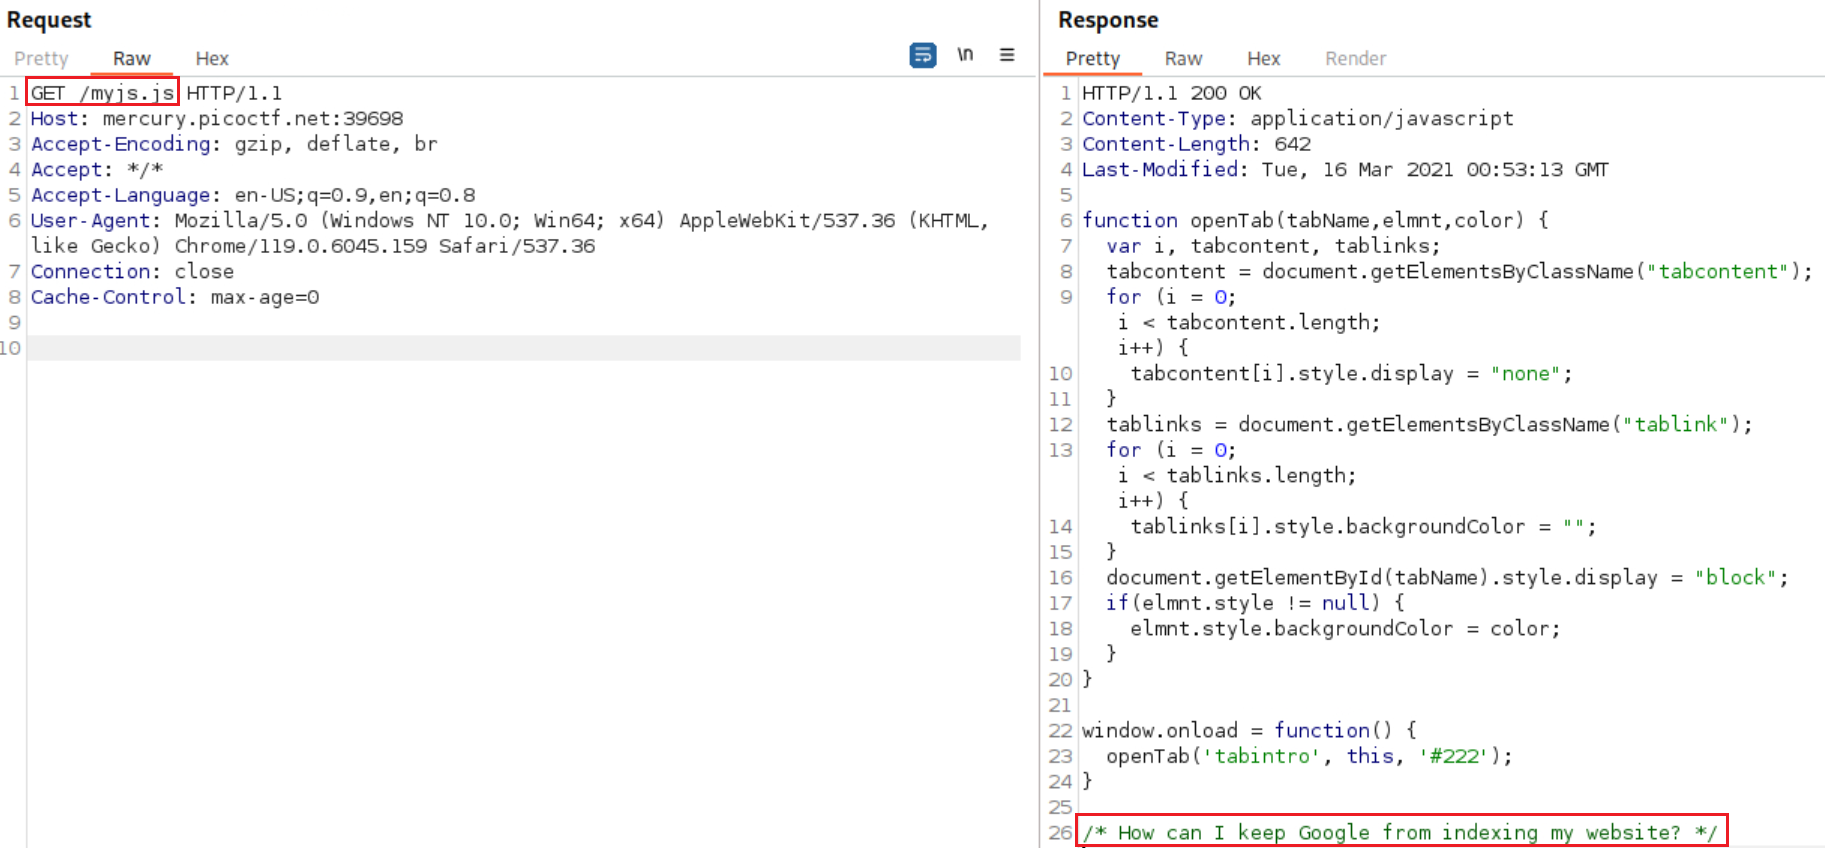 Request
Pretty Raw Hex
\n
1 GET /myjs.js HTTP/1.1
2 Host: mercury.picoctf.net:39698
3 Accept-Encoding: gzip, deflate, br
4 Accept: */*
5 Accept-Language: en-US;q=0.9,en;q=0.8
6 User-Agent: Mozilla/5.0 (Windows NT 10.0; Win64; x64) AppleWebKit/537.36 (KHTML,
like Gecko) Chrome/119.0.6045.159 Safari/537.36
7 Connection: close
8 Cache-Control: max-age=0
9
10
Response
Pretty Raw Hex Render
1 HTTP/1.1 200 OK
2 Content-Type: application/javascript
3 Content-Length: 642
4 Last-Modified: Tue, 16 Mar 2021 00:53:13 GMT
5
6 function openTab(tabName,elmnt,color) {
7 var i, tabcontent, tablinks;
8 tabcontent = document.getElementsByClassName("tabcontent");
9 for (i = 0;
i < tabcontent.length;
i++) {
10 tabcontent[i].style.display = "none";
11 }
12 tablinks = document.getElementsByClassName("tablink");
13 for (i = 0;
i < tablinks.length;
i++) {
14 tablinks[i].style.backgroundColor = "";
15 }
16 document.getElementById(tabName).style.display = "block";
17 if(elmnt.style != null) {
18 elmnt.style.backgroundColor = color;
19 }
20 }
21
22 window.onload = function() {
23 openTab('tabintro', this, '#222');
24 }
25
26 /* How can I keep Google from indexing my website? */